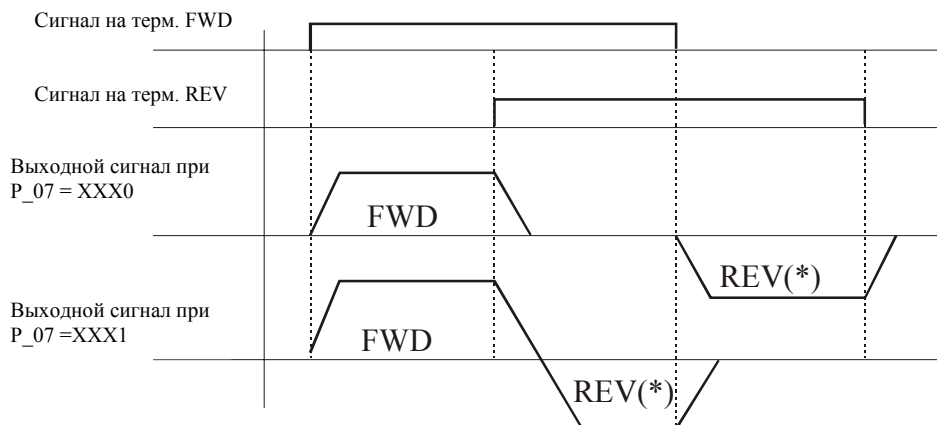 Сигнал на терм. FWD
Сигнал на терм. REV
Выходной сигнал при
P_07 = XXX0
FWD
REV(*)
Выходной сигнал при
P_07 =XXX1
FWD
REV(*)